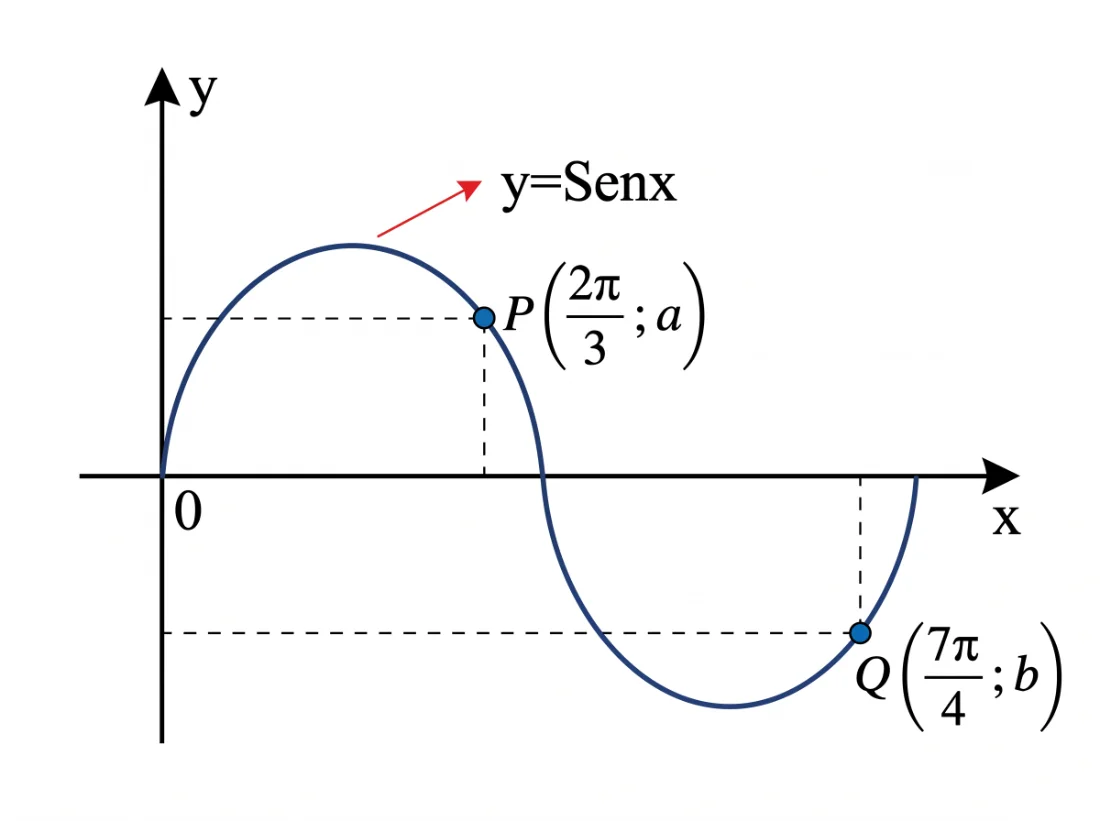 y
y=Senx
P(2π/3 ; a)
0
x
Q(7π/4 ; b)